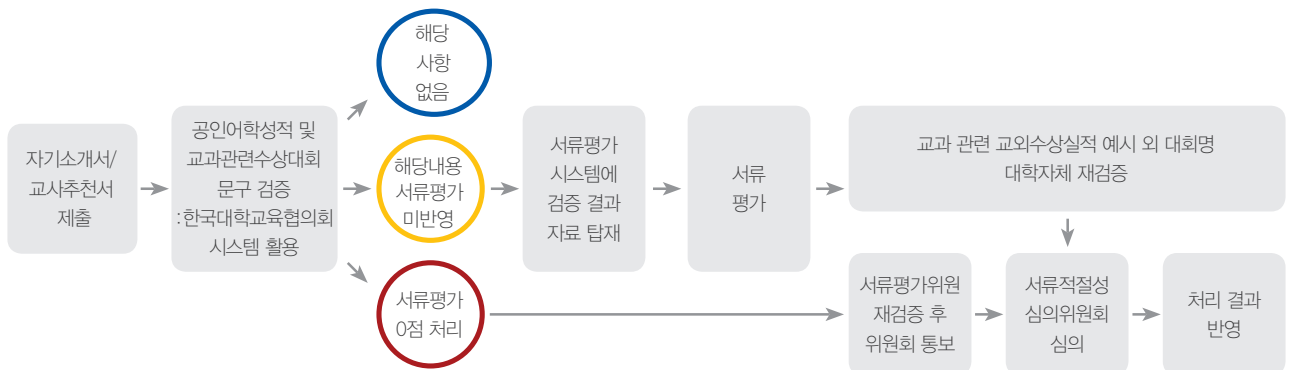 자기소개서/
교사추천서
제출
공인어학성적 및
교과관련수상대회
문구 검증
:한국대학교육협의회
시스템 활용
해당
사항
없음
해당내용
서류평가
미반영
서류평가
0점 처리
서류평가
시스템에
검증 결과
자료 탑재
서류
평가
교과 관련 교외수상실적 예시 외 대회명
대학자체 재검증
서류평가위원
재검증 후
위원회 통보
서류적절성
심의위원회
심의
처리 결과
반영